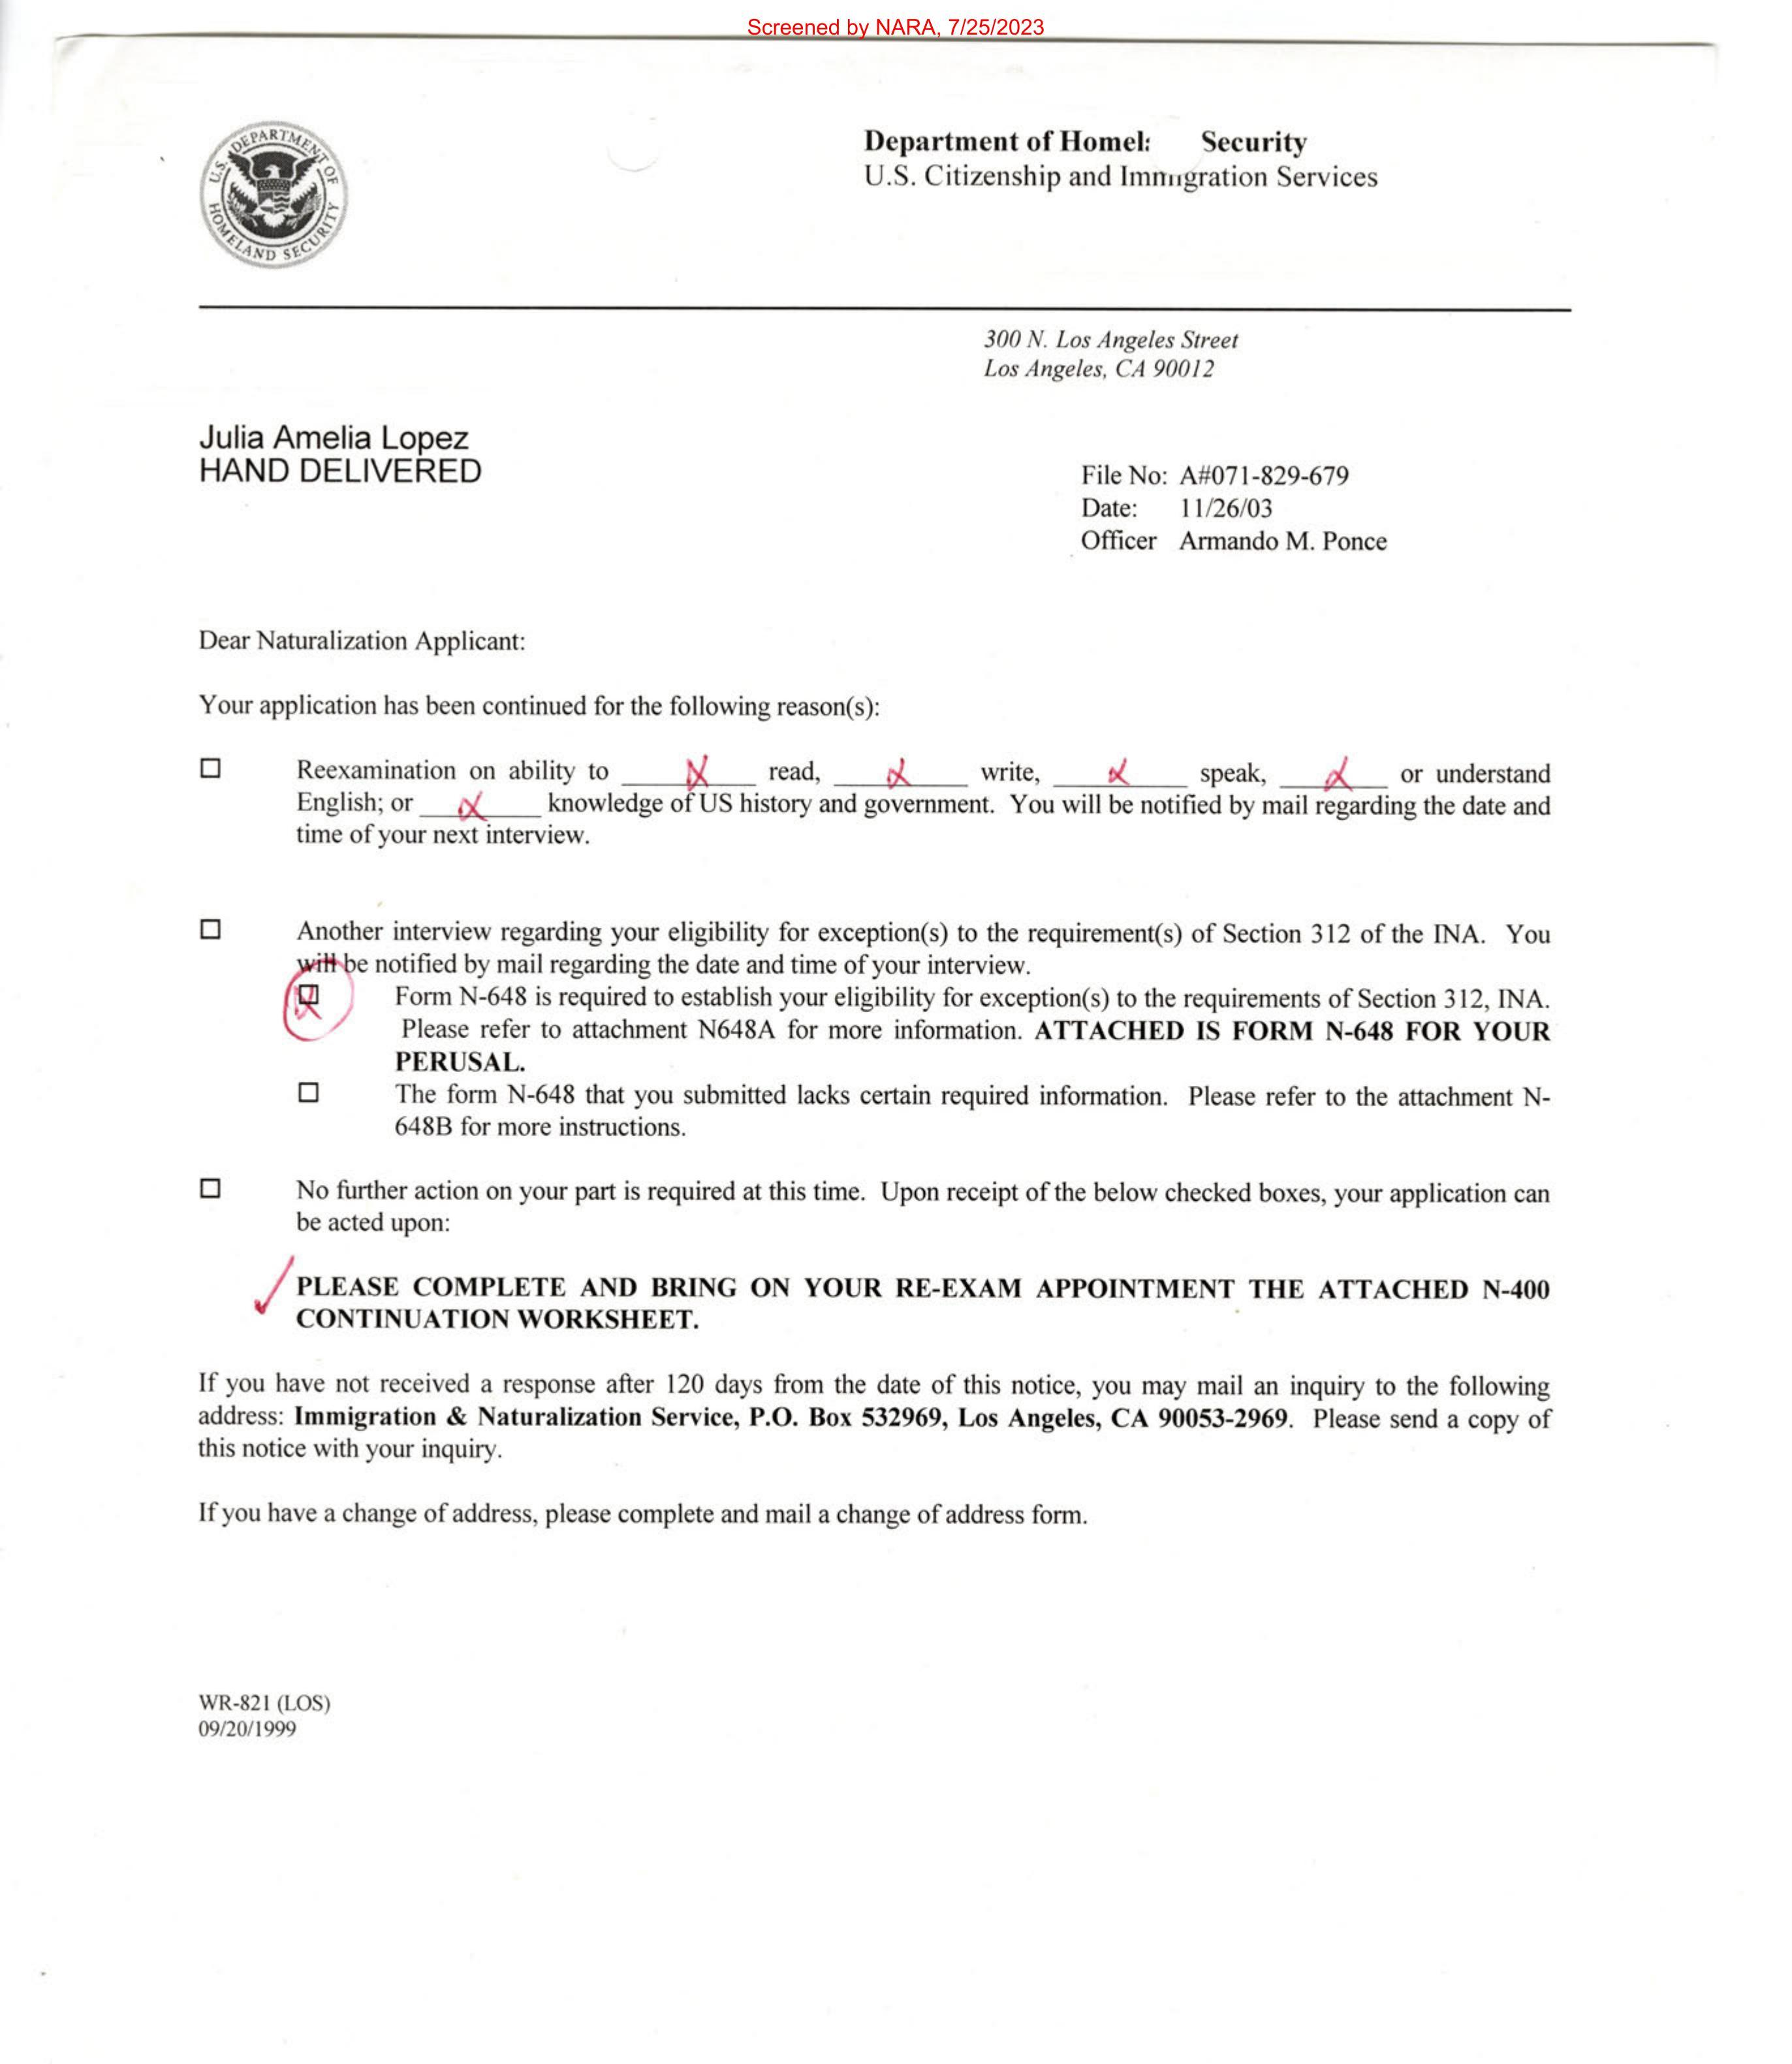 Screened by NARA, 7/25/2023
U.S. DEPARTMENT OF HOMELAND SECURITY
Department of Homel Security
U.S. Citizenship and Immigration Services
300 N. Los Angeles Street
Los Angeles, CA 90012
Julia Amelia Lopez
HAND DELIVERED
File No: A#071-829-679
Date: 11/26/03
Officer Armando M. Ponce
Dear Naturalization Applicant:
Your application has been continued for the following reason(s):
☐ Reexamination on ability to __X__ read, __X__ write, __X__ speak, __X__ or understand
English; or __X__ knowledge of US history and government. You will be notified by mail regarding the date and
time of your next interview.
☐ Another interview regarding your eligibility for exception(s) to the requirement(s) of Section 312 of the INA. You
will be notified by mail regarding the date and time of your interview.
☒ Form N-648 is required to establish your eligibility for exception(s) to the requirements of Section 312, INA.
Please refer to attachment N648A for more information. ATTACHED IS FORM N-648 FOR YOUR
PERUSAL.
☐ The form N-648 that you submitted lacks certain required information. Please refer to the attachment N-
648B for more instructions.
☐ No further action on your part is required at this time. Upon receipt of the below checked boxes, your application can
be acted upon:
✓ PLEASE COMPLETE AND BRING ON YOUR RE-EXAM APPOINTMENT THE ATTACHED N-400
CONTINUATION WORKSHEET.
If you have not received a response after 120 days from the date of this notice, you may mail an inquiry to the following
address: Immigration & Naturalization Service, P.O. Box 532969, Los Angeles, CA 90053-2969. Please send a copy of
this notice with your inquiry.
If you have a change of address, please complete and mail a change of address form.
WR-821 (LOS)
09/20/1999